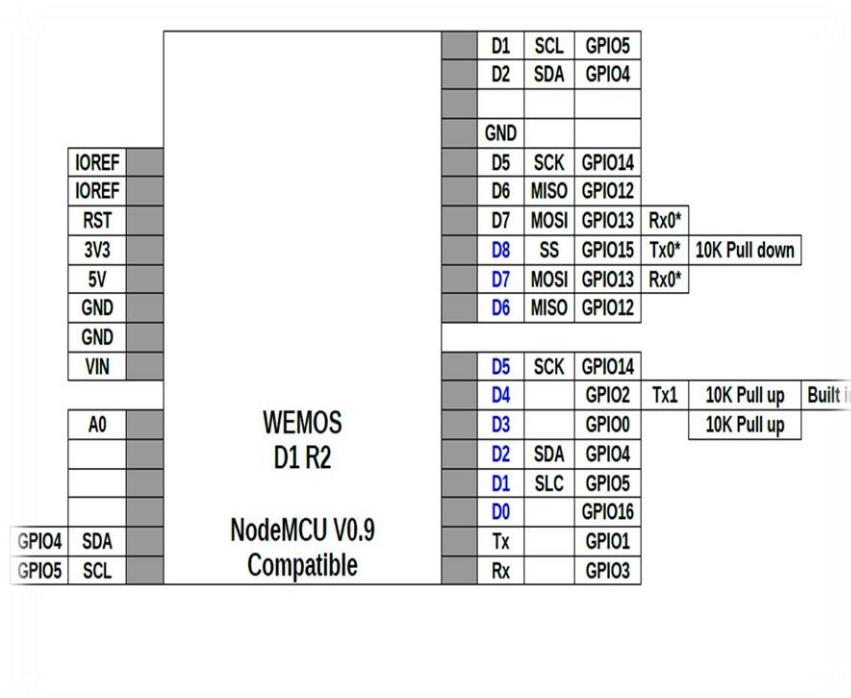 D1 SCL GPIO5
D2 SDA GPIO4
GND
IOREF D5 SCK GPIO14
IOREF D6 MISO GPIO12
RST D7 MOSI GPIO13 Rx0*
3V3 D8 SS GPIO15 Tx0* 10K Pull down
5V D7 MOSI GPIO13 Rx0*
GND D6 MISO GPIO12
GND
VIN D5 SCK GPIO14
D4 GPIO2 Tx1 10K Pull up Built
A0 WEMOS D3 GPIO0 10K Pull up
D1 R2 D2 SDA GPIO4
D1 SLC GPIO5
NodeMCU V0.9 D0 GPIO16
GPIO4 SDA Compatible Tx GPIO1
GPIO5 SCL Rx GPIO3